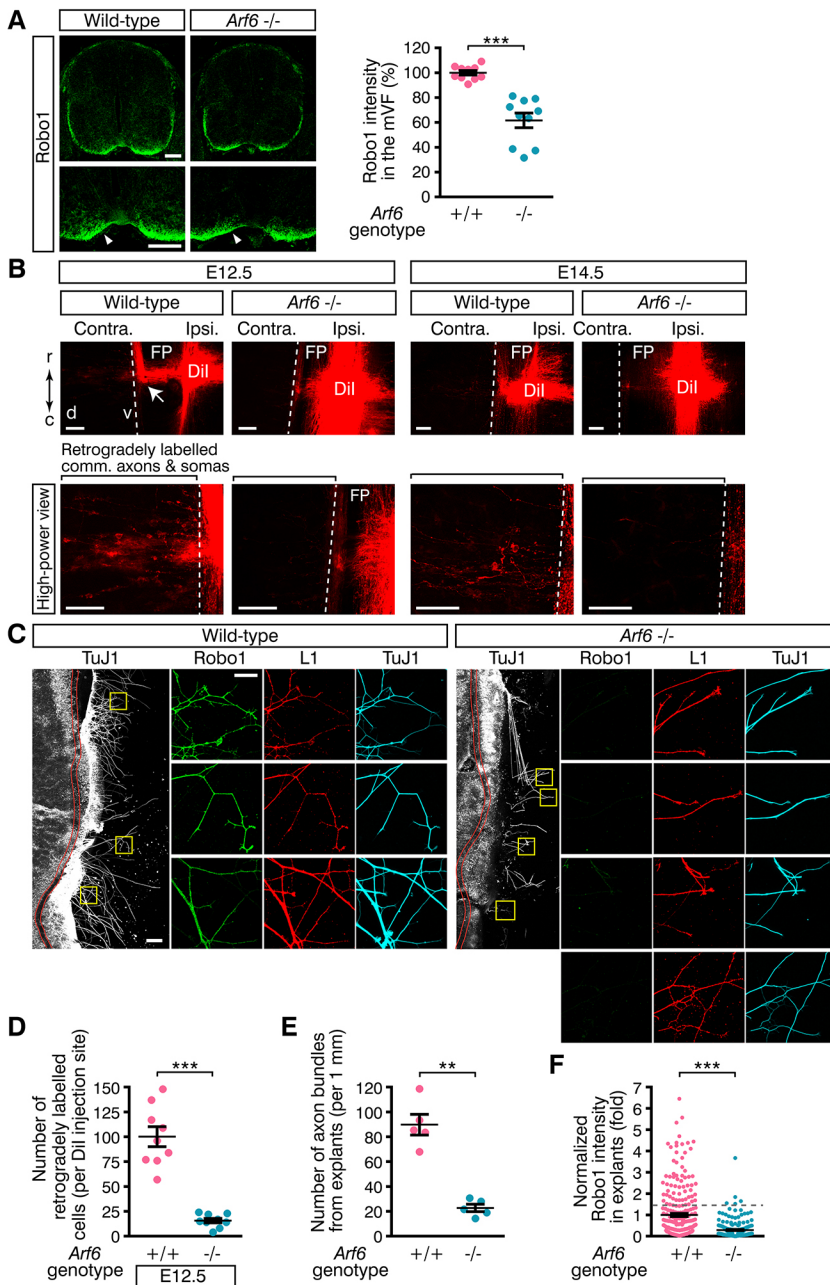 A
Wild-type
Arf6 -/-
Robo1
***
120
100
80
60
40
20
0
Robo1 intensity
in the mVF (%)
Arf6
genotype
+/+
-/-
B
E12.5
E14.5
Wild-type
Arf6 -/-
Wild-type
Arf6 -/-
Contra.
Ipsi.
Contra.
Ipsi.
Contra.
Ipsi.
Contra.
Ipsi.
r
c
d
v
FP
DiI
DiI
FP
DiI
FP
DiI
Retrogradely labelled
comm. axons & somas
High-power view
FP
C
Wild-type
Arf6 -/-
TuJ1
Robo1
L1
TuJ1
TuJ1
Robo1
L1
TuJ1
D
Number of
retrogradely labelled
cells (per DiI injection site)
***
150
125
100
75
50
25
0
Arf6
genotype
+/+
-/-
E12.5
E
Number of axon bundles
from explants (per 1 mm)
**
120
100
80
60
40
20
0
Arf6
genotype
+/+
-/-
F
Normalized
Robo1 intensity
in explants (fold)
***
7
6
5
4
3
2
1
0
Arf6
genotype
+/+
-/-